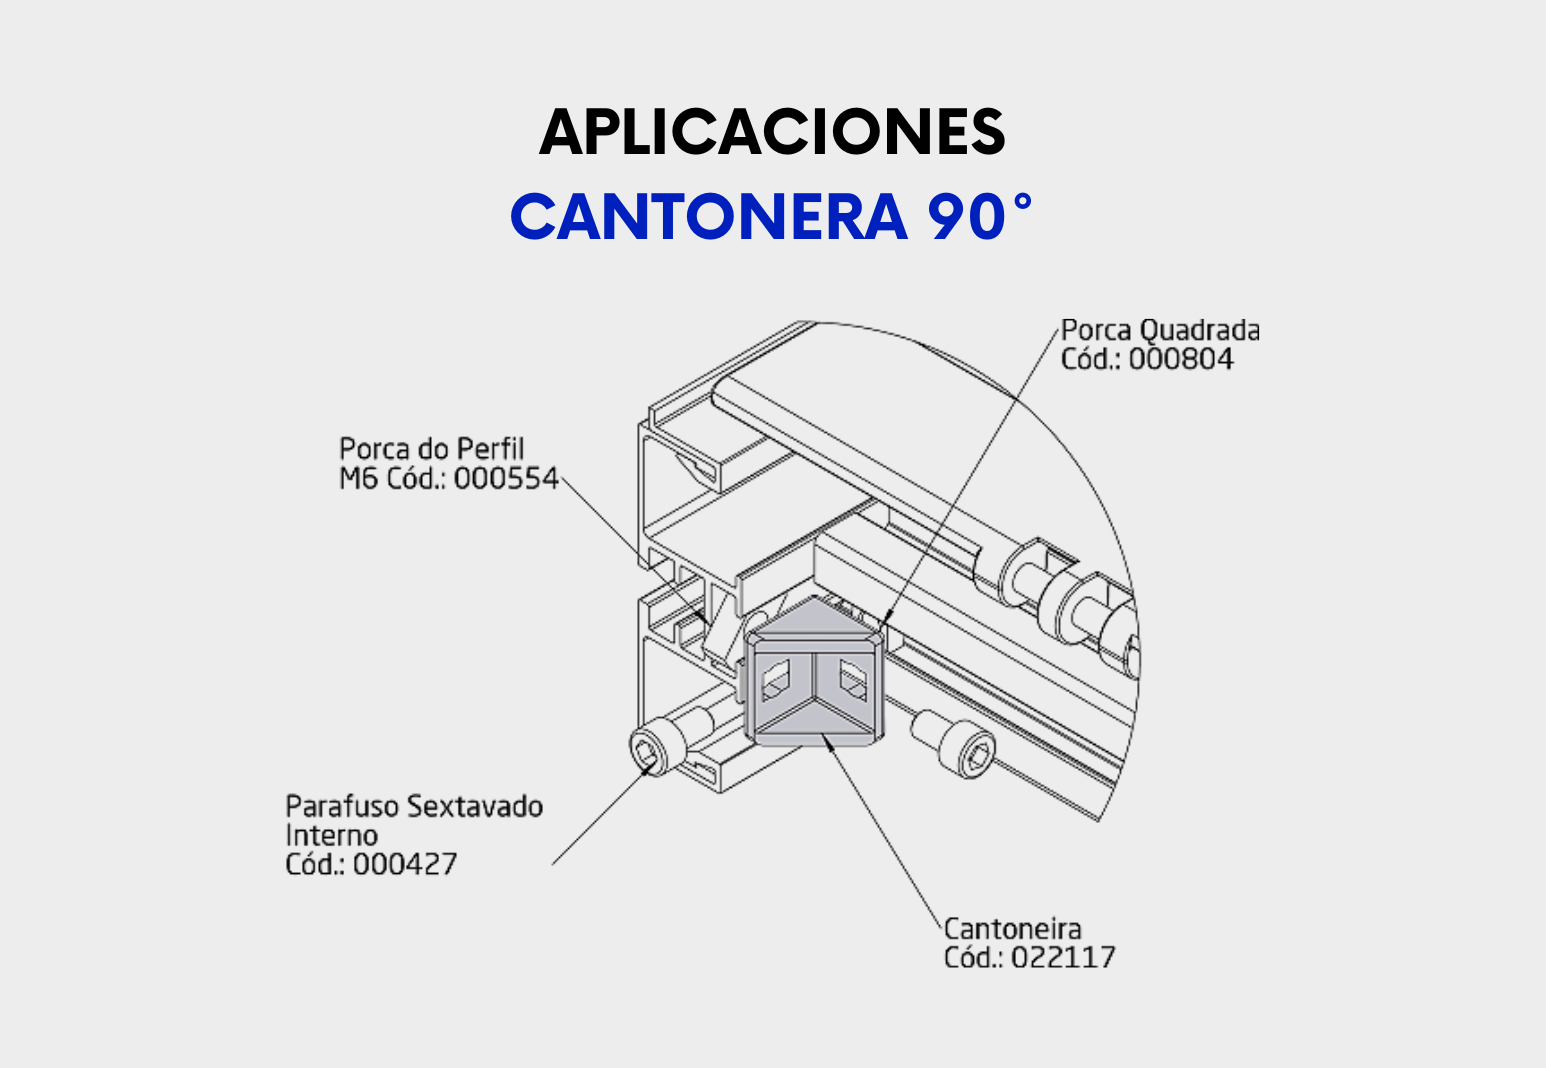 APLICACIONES
CANTONERA 90°
Porca Quadrada
Cód.: 000804
Porca do Perfil
M6 Cód.: 000554
Parafuso Sextavado
Interno
Cód.: 000427
Cantoneira
Cód.: 022117